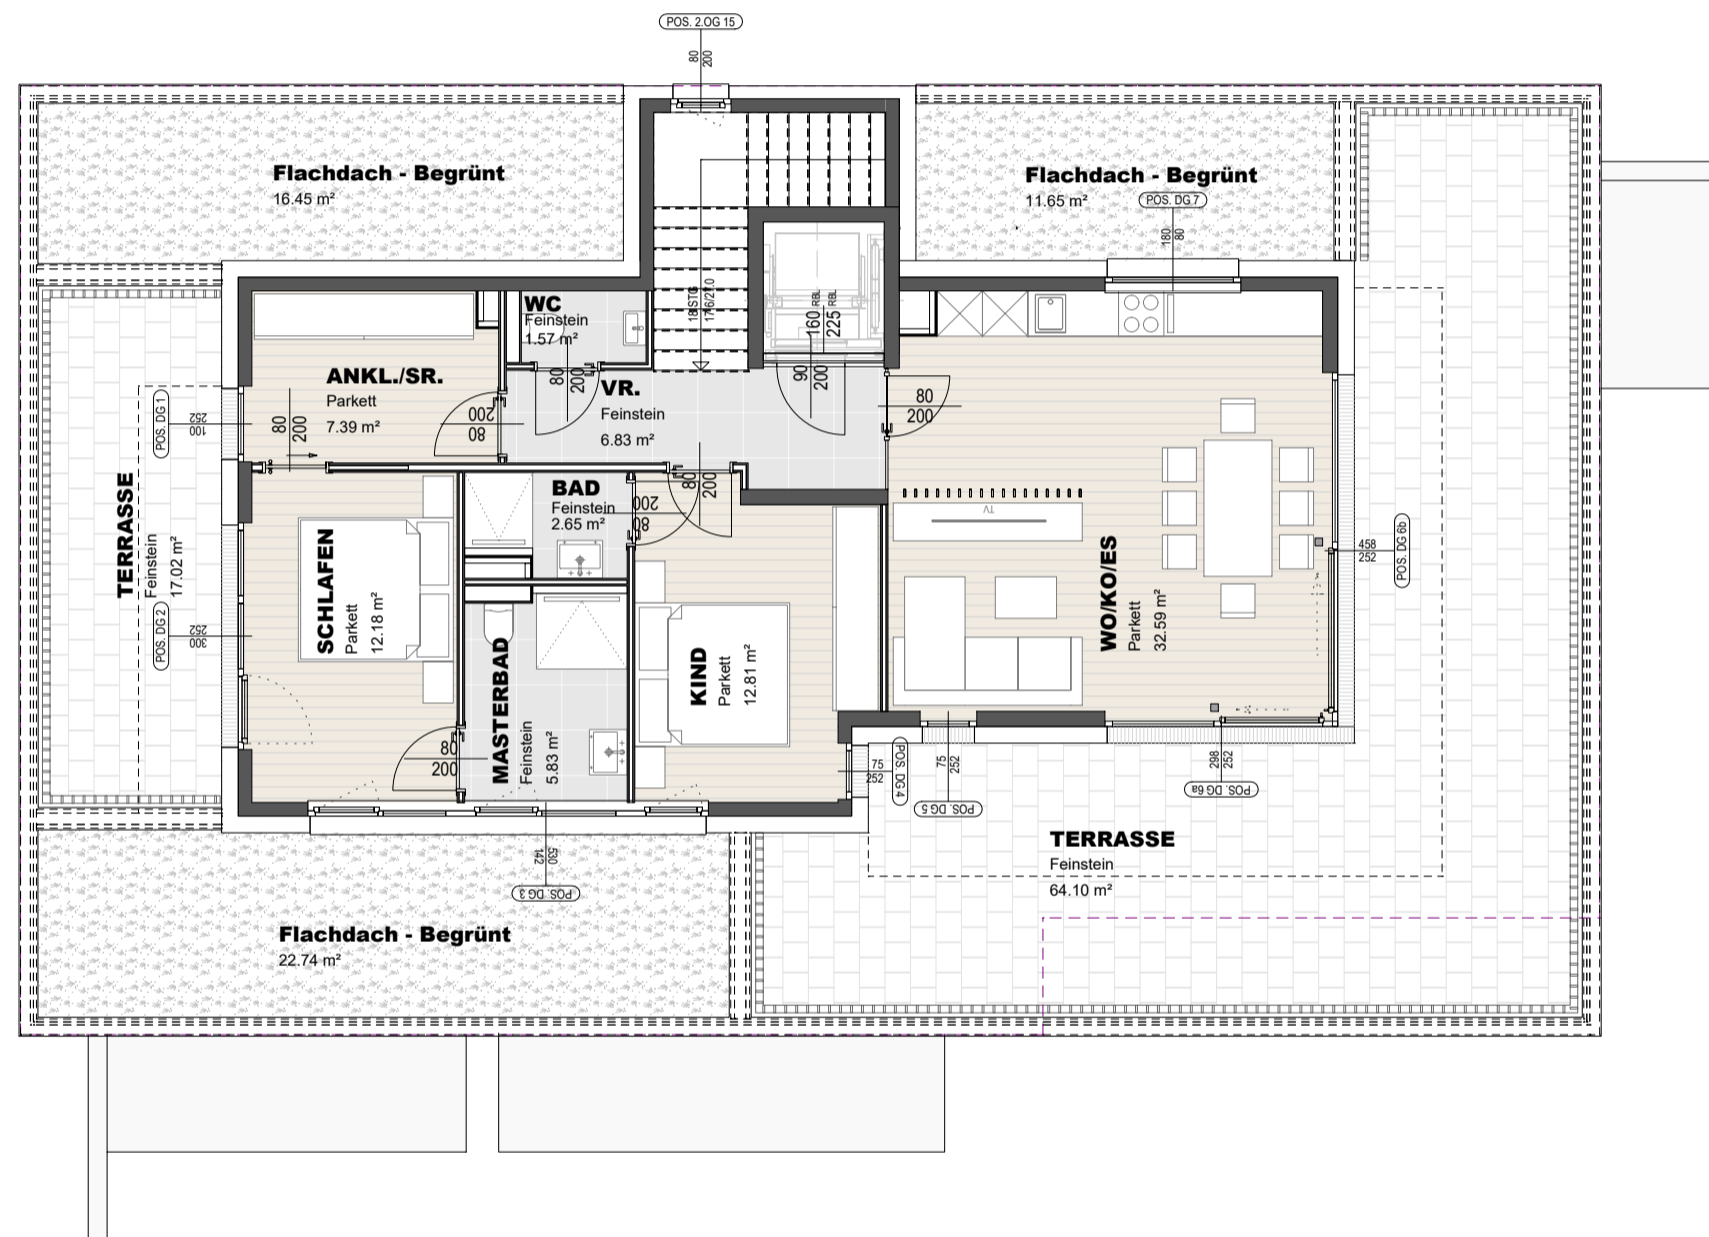 POS. 2.OG 15
80
200
Flachdach - Begrünt
16.45 m²
Flachdach - Begrünt
11.65 m²
POS. DG 7
180
80
18 STG
17.6/27.0
160 RBL
225 RBL
90
200
WC
Feinstein
1.57 m²
80
200
ANKL./SR.
Parkett
7.39 m²
80
200
80
200
VR.
Feinstein
6.83 m²
80
200
POS. DG 1
100
252
TERRASSE
Feinstein
17.02 m²
POS. DG 2
300
252
SCHLAFEN
Parkett
12.18 m²
BAD
Feinstein
2.65 m²
80
200
80
200
TV
MASTERBAD
Feinstein
5.83 m²
80
200
KIND
Parkett
12.81 m²
WO/KO/ES
Parkett
32.59 m²
458
252
POS. DG 6b
75
252
POS. DG 4
75
252
POS. DG 5
298
252
POS. DG 6a
530
142
POS. DG 3
TERRASSE
Feinstein
64.10 m²
Flachdach - Begrünt
22.74 m²